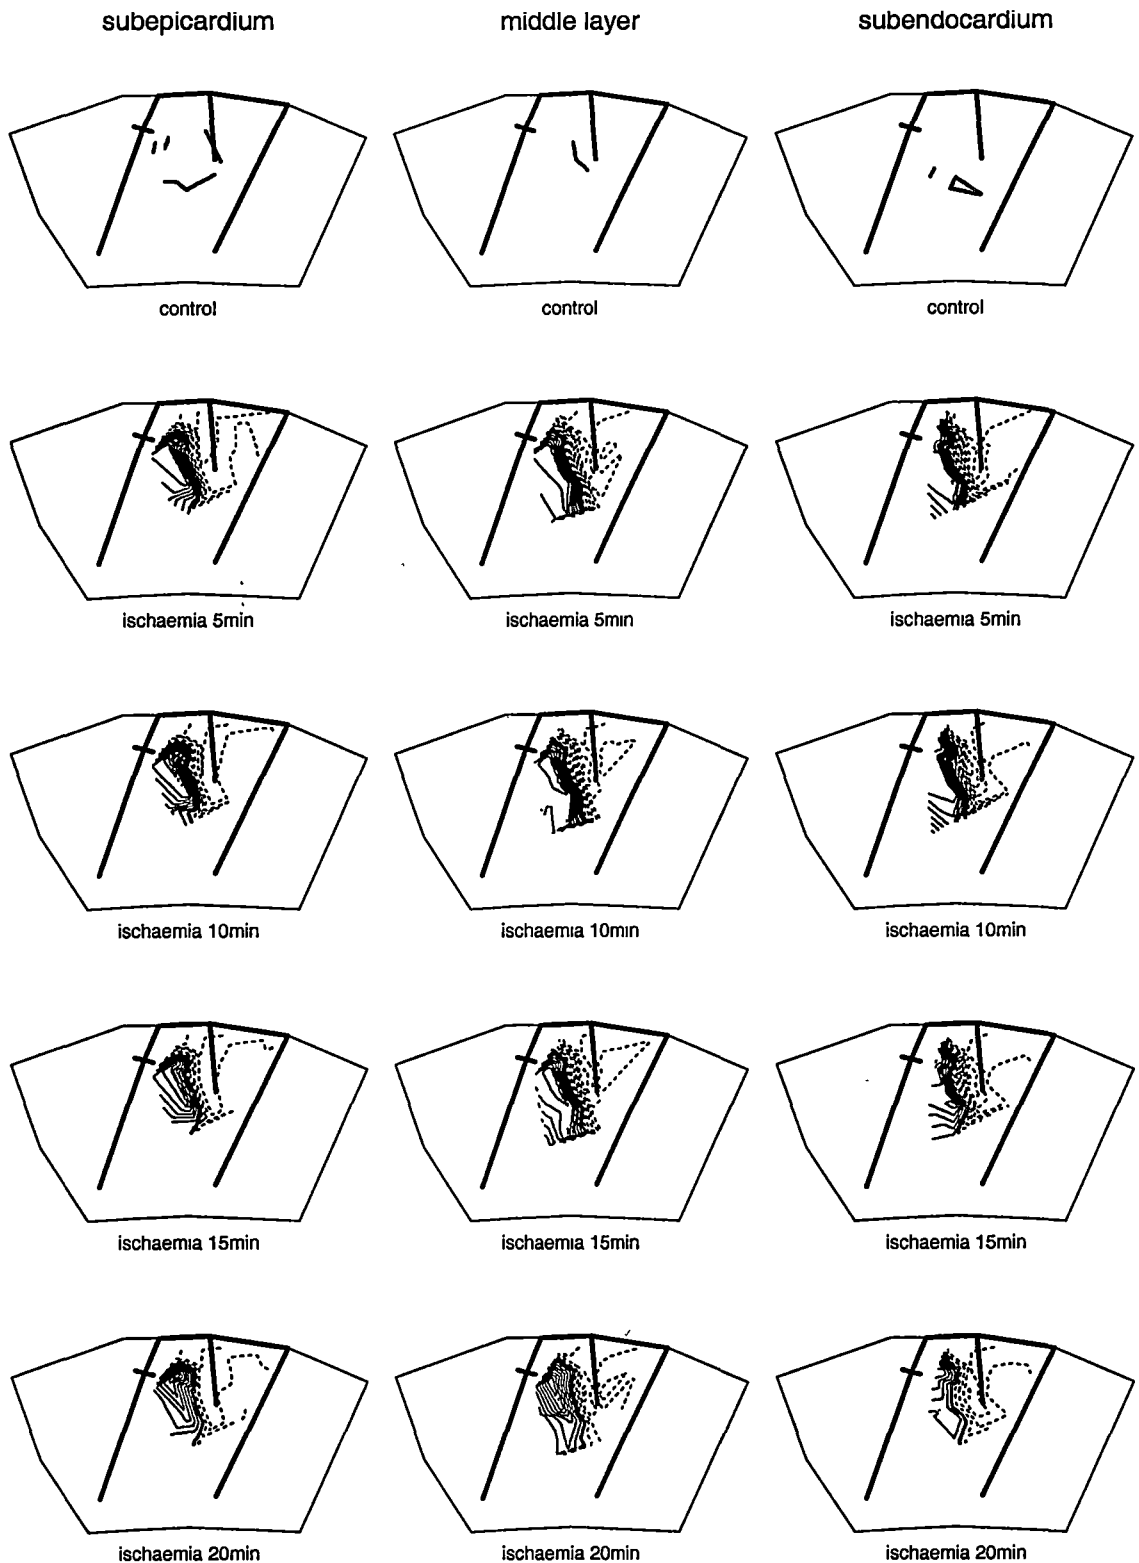 subepicardium middle layer subendocardium
control control control
ischaemia 5min ischaemia 5min ischaemia 5min
ischaemia 10min ischaemia 10min ischaemia 10min
ischaemia 15min ischaemia 15min ischaemia 15min
ischaemia 20min ischaemia 20min ischaemia 20min